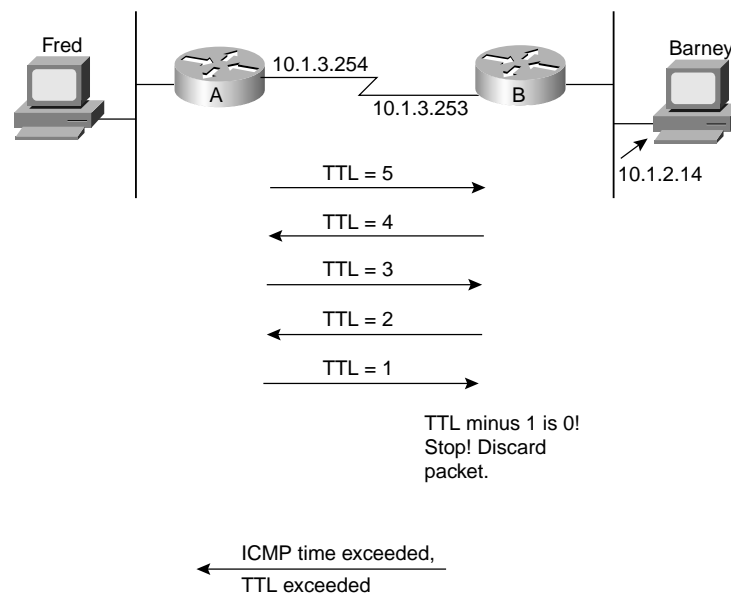 Fred
Barney
A
10.1.3.254
10.1.3.253
B
10.1.2.14
TTL = 5
TTL = 4
TTL = 3
TTL = 2
TTL = 1
TTL minus 1 is 0!
Stop! Discard
packet.
ICMP time exceeded,
TTL exceeded